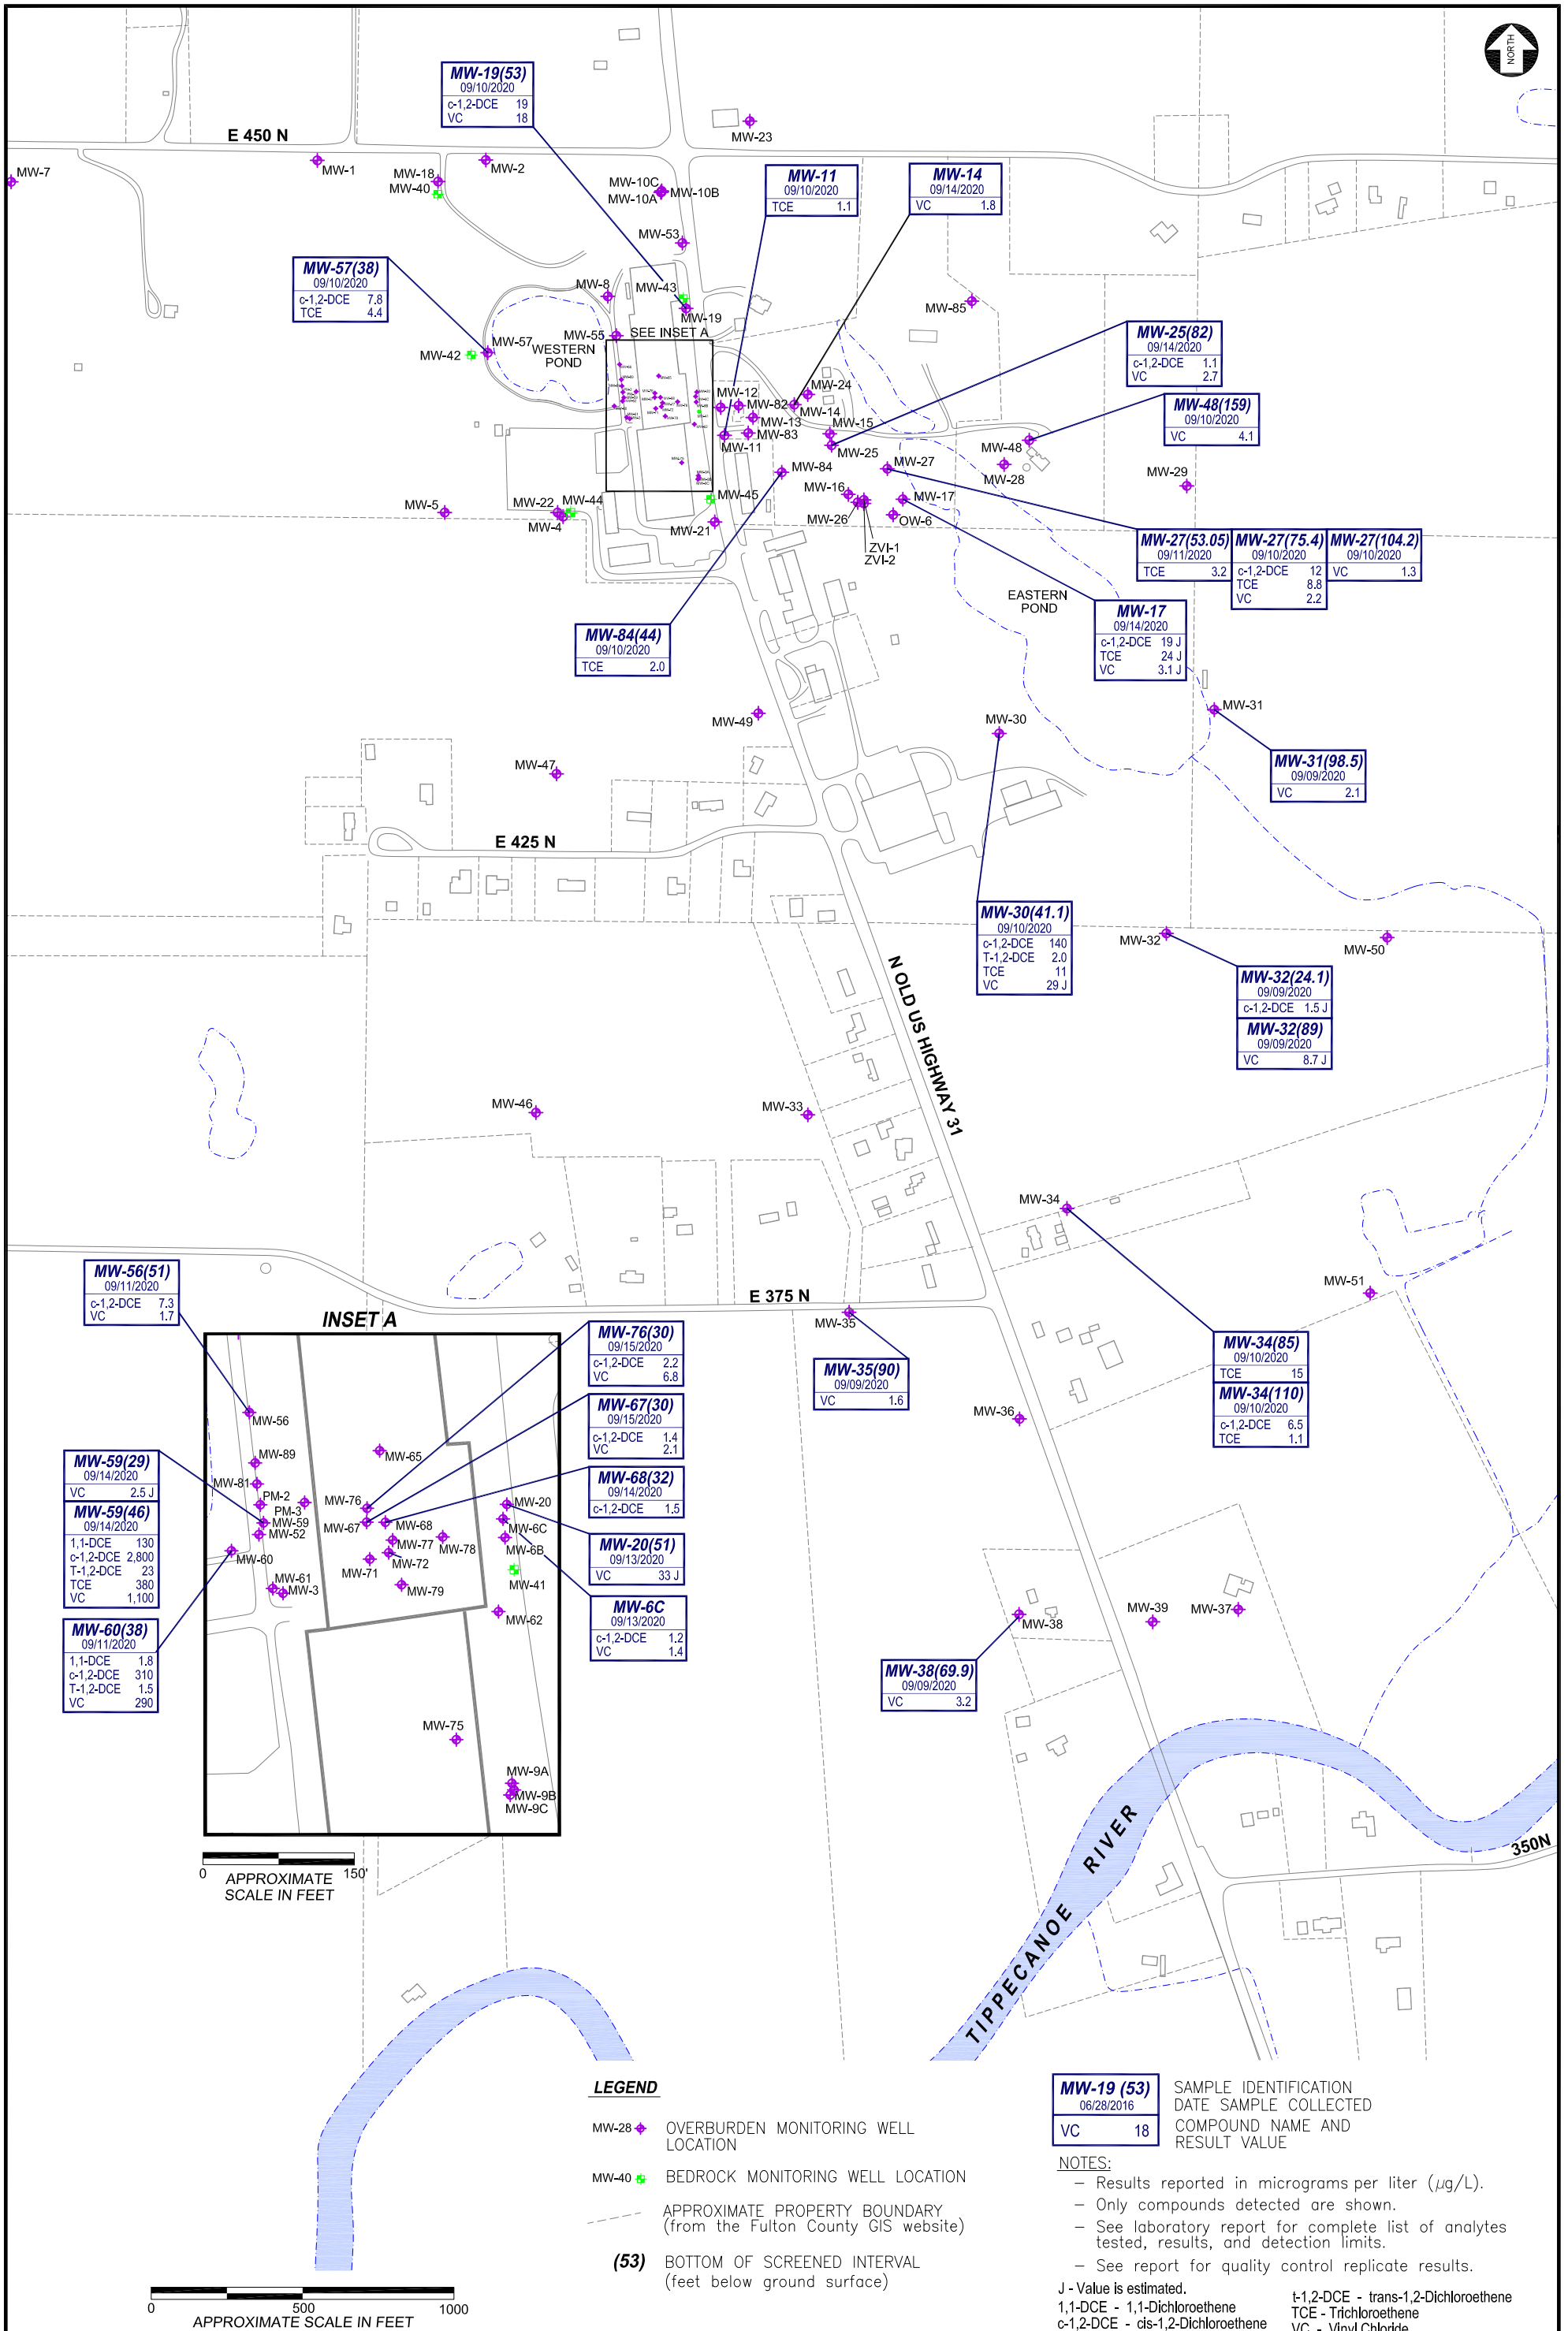 NORTH
MW-19(53)
09/10/2020
c-1,2-DCE 19
VC 18
E 450 N
MW-23
MW-7
MW-1
MW-18
MW-40
MW-2
MW-10C
MW-10A
MW-10B
MW-11
09/10/2020
TCE 1.1
MW-14
09/14/2020
VC 1.8
MW-53
MW-57(38)
09/10/2020
c-1,2-DCE 7.8
TCE 4.4
MW-8
MW-43
MW-19
MW-85
MW-55
SEE INSET A
MW-57
WESTERN
POND
MW-42
MW-25(82)
09/14/2020
c-1,2-DCE 1.1
VC 2.7
MW-24
MW-12
MW-82
MW-14
MW-13
MW-15
MW-83
MW-11
MW-25
MW-48(159)
09/10/2020
VC 4.1
MW-48
MW-28
MW-27
MW-84
MW-29
MW-16
MW-17
MW-45
MW-5
MW-22
MW-44
MW-4
MW-26
OW-6
MW-21
ZVI-1
ZVI-2
MW-27(53.05)
09/11/2020
TCE 3.2
MW-27(75.4)
09/10/2020
c-1,2-DCE 12
TCE 8.8
VC 2.2
MW-27(104.2)
09/10/2020
VC 1.3
EASTERN
POND
MW-17
09/14/2020
c-1,2-DCE 19 J
TCE 24 J
VC 3.1 J
MW-84(44)
09/10/2020
TCE 2.0
MW-49
MW-30
MW-31
MW-31(98.5)
09/09/2020
VC 2.1
MW-47
E 425 N
MW-30(41.1)
09/10/2020
c-1,2-DCE 140
T-1,2-DCE 2.0
TCE 11
VC 29 J
MW-32
MW-50
MW-32(24.1)
09/09/2020
c-1,2-DCE 1.5 J
MW-32(89)
09/09/2020
VC 8.7 J
N OLD US HIGHWAY 31
MW-46
MW-33
MW-34
MW-51
E 375 N
MW-35
MW-34(85)
09/10/2020
TCE 15
MW-34(110)
09/10/2020
c-1,2-DCE 6.5
TCE 1.1
MW-35(90)
09/09/2020
VC 1.6
MW-36
MW-56(51)
09/11/2020
c-1,2-DCE 7.3
VC 1.7
INSET A
MW-76(30)
09/15/2020
c-1,2-DCE 2.2
VC 6.8
MW-67(30)
09/15/2020
c-1,2-DCE 1.4
VC 2.1
MW-68(32)
09/14/2020
c-1,2-DCE 1.5
MW-20(51)
09/13/2020
VC 33 J
MW-6C
09/13/2020
c-1,2-DCE 1.2
VC 1.4
MW-59(29)
09/14/2020
VC 2.5 J
MW-59(46)
09/14/2020
1,1-DCE 130
c-1,2-DCE 2,800
T-1,2-DCE 23
TCE 380
VC 1,100
MW-60(38)
09/11/2020
1,1-DCE 1.8
c-1,2-DCE 310
T-1,2-DCE 1.5
VC 290
MW-56
MW-89
MW-65
MW-81
PM-2
PM-3
MW-76
MW-20
MW-59
MW-67
MW-68
MW-6C
MW-52
MW-77
MW-78
MW-6B
MW-60
MW-72
MW-71
MW-41
MW-61
MW-3
MW-79
MW-62
MW-75
MW-9A
MW-9B
MW-9C
0 150'
APPROXIMATE
SCALE IN FEET
MW-38
MW-39
MW-37
MW-38(69.9)
09/09/2020
VC 3.2
TIPPECANOE RIVER
350N
LEGEND
MW-28 OVERBURDEN MONITORING WELL
LOCATION
MW-40 BEDROCK MONITORING WELL LOCATION
APPROXIMATE PROPERTY BOUNDARY
(from the Fulton County GIS website)
(53) BOTTOM OF SCREENED INTERVAL
(feet below ground surface)
MW-19 (53)
06/28/2016
VC 18
SAMPLE IDENTIFICATION
DATE SAMPLE COLLECTED
COMPOUND NAME AND
RESULT VALUE
NOTES:
– Results reported in micrograms per liter (µg/L).
– Only compounds detected are shown.
– See laboratory report for complete list of analytes
tested, results, and detection limits.
– See report for quality control replicate results.
J - Value is estimated.
1,1-DCE - 1,1-Dichloroethene
c-1,2-DCE - cis-1,2-Dichloroethene
t-1,2-DCE - trans-1,2-Dichloroethene
TCE - Trichloroethene
VC - Vinyl Chloride
0 500 1000
APPROXIMATE SCALE IN FEET